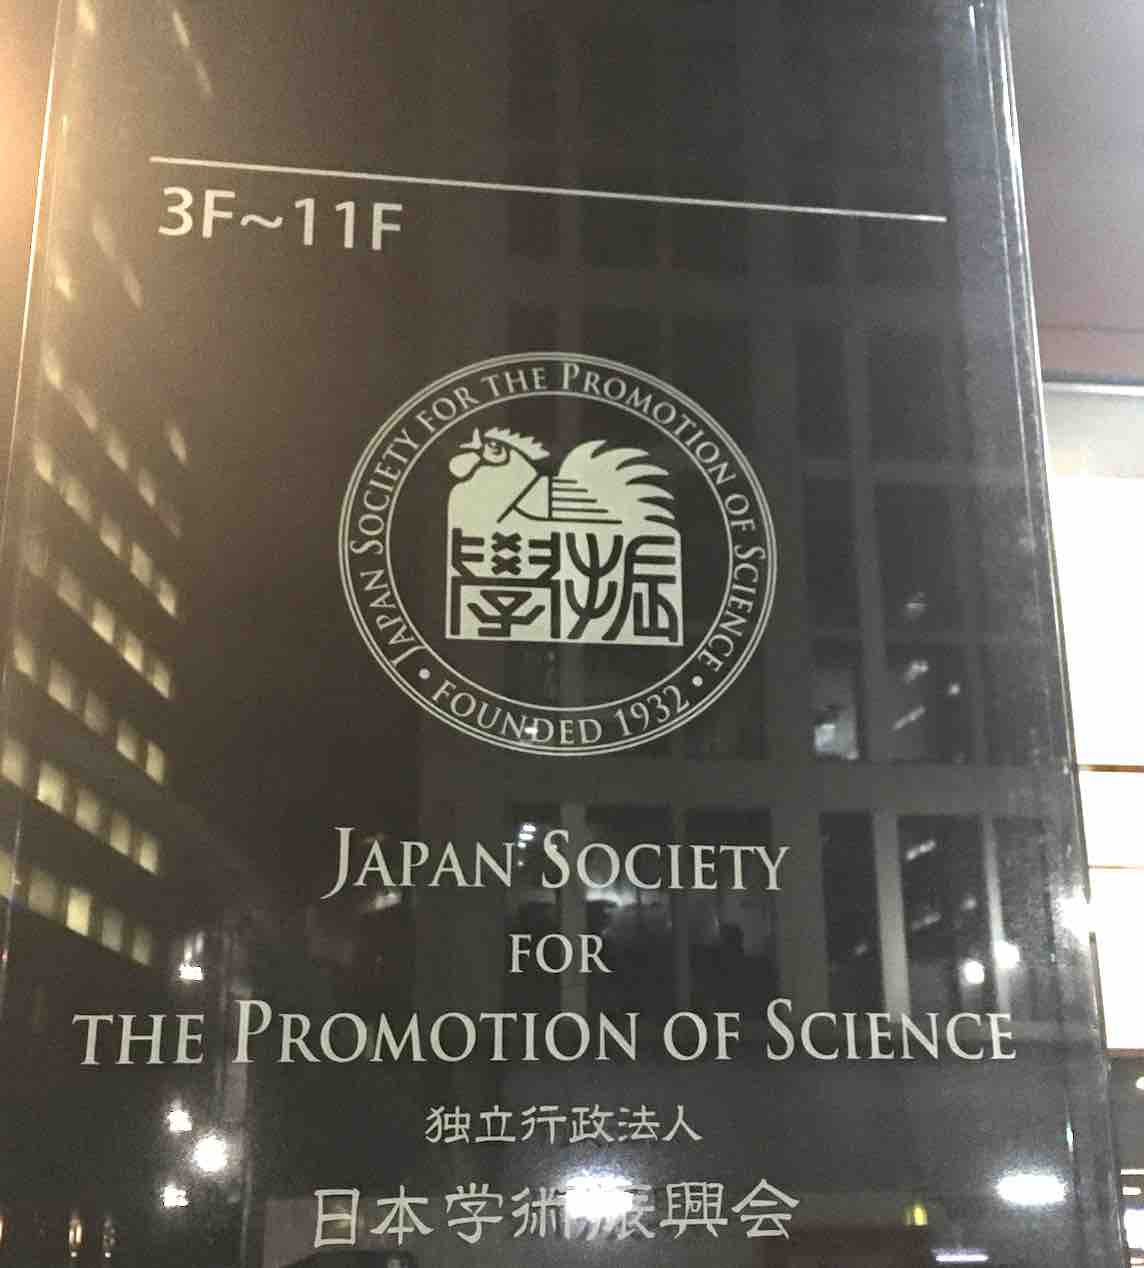 3F~11F
JAPAN SOCIETY FOR THE PROMOTION OF SCIENCE
學振
• FOUNDED 1932 •
JAPAN SOCIETY
FOR
THE PROMOTION OF SCIENCE
独立行政法人
日本学術振興会